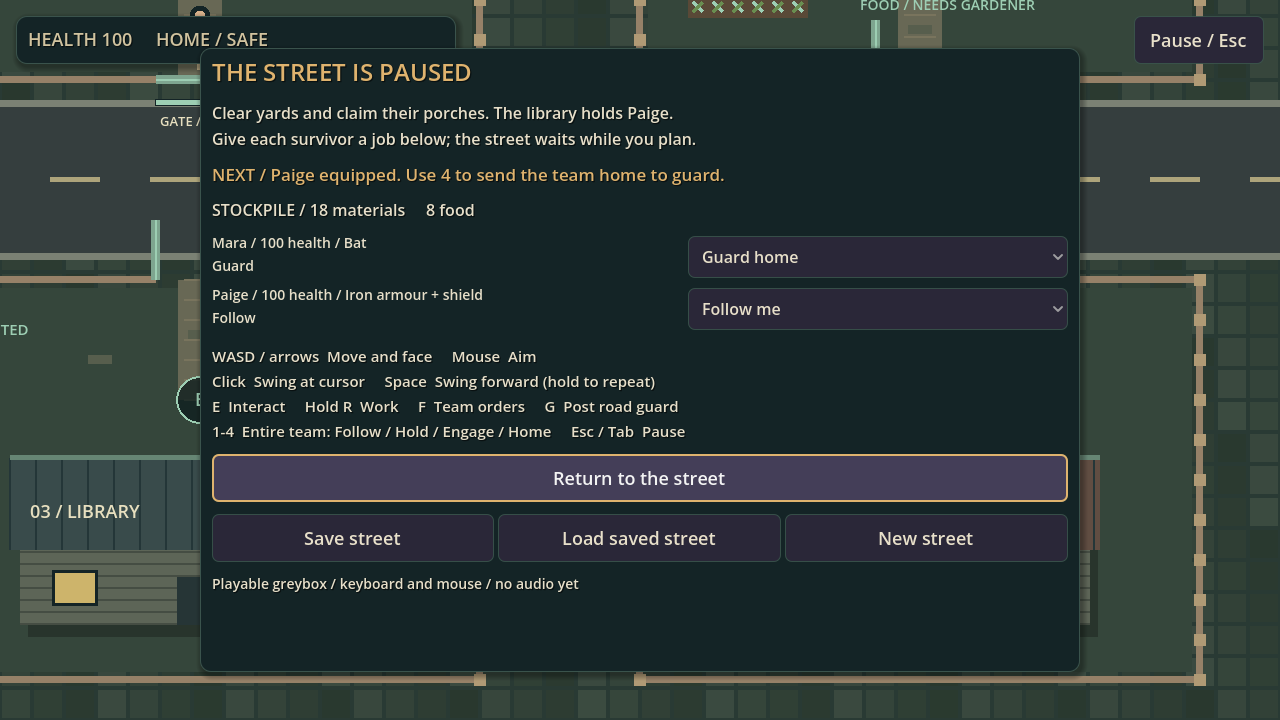 FOOD / NEEDS GARDENER
HEALTH 100 HOME / SAFE
Pause / Esc
THE STREET IS PAUSED
Clear yards and claim their porches. The library holds Paige.
GATE /
Give each survivor a job below; the street waits while you plan.
NEXT / Paige equipped. Use 4 to send the team home to guard.
STOCKPILE / 18 materials 8 food
Mara / 100 health / Bat
Guard
Guard home
Paige / 100 health / Iron armour + shield
Follow
Follow me
TED
WASD / arrows Move and face Mouse Aim
Click Swing at cursor Space Swing forward (hold to repeat)
E Interact Hold R Work F Team orders G Post road guard
1-4 Entire team: Follow / Hold / Engage / Home Esc / Tab Pause
Return to the street
03 / LIBRARY
Save street Load saved street New street
Playable greybox / keyboard and mouse / no audio yet